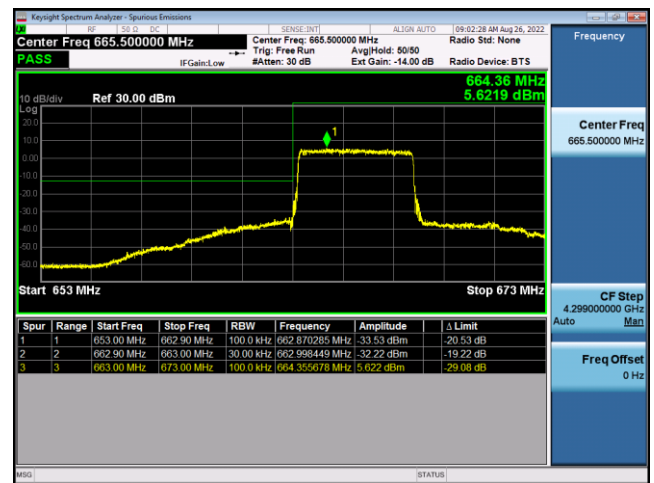 Keysight Spectrum Analyzer - Spurious Emissions
RF 50 Ω DC SENSE:INT ALIGN AUTO 09:02:28 AM Aug 26, 2022
Center Freq 665.500000 MHz Center Freq: 665.500000 MHz Radio Std: None
Trig: Free Run Avg|Hold: 50/50
PASS IFGain:Low #Atten: 30 dB Ext Gain: -14.00 dB Radio Device: BTS
Frequency
664.36 MHz
10 dB/div Ref 30.00 dBm 5.6219 dBm
Log
20.0
10.0
0.00
-10.0
-20.0
-30.0
-40.0
-50.0
-60.0
1
Start 653 MHz Stop 673 MHz
Center Freq
665.500000 MHz
CF Step
4.299000000 GHz
Auto Man
Freq Offset
0 Hz
Spur Range Start Freq Stop Freq RBW Frequency Amplitude Δ Limit
1 1 653.00 MHz 662.90 MHz 100.0 kHz 662.870285 MHz -33.53 dBm -20.53 dB
2 2 662.90 MHz 663.00 MHz 30.00 kHz 662.998449 MHz -32.22 dBm -19.22 dB
3 3 663.00 MHz 673.00 MHz 100.0 kHz 664.355678 MHz 5.622 dBm -29.08 dB
MSG STATUS